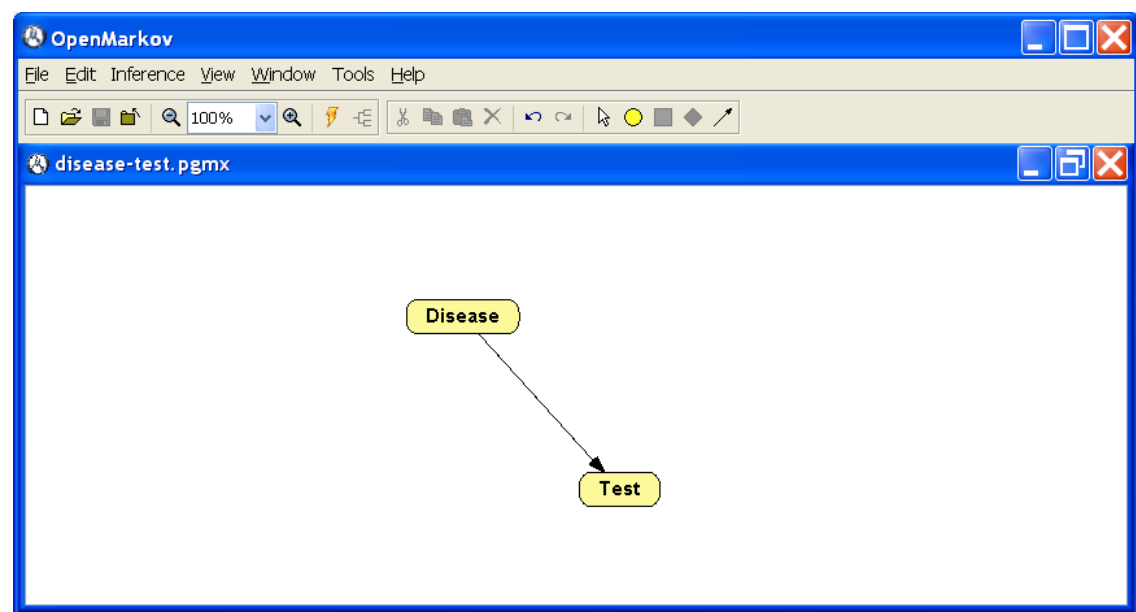 OpenMarkov
File Edit Inference View Window Tools Help
100%
disease-test.pgmx
Disease
Test